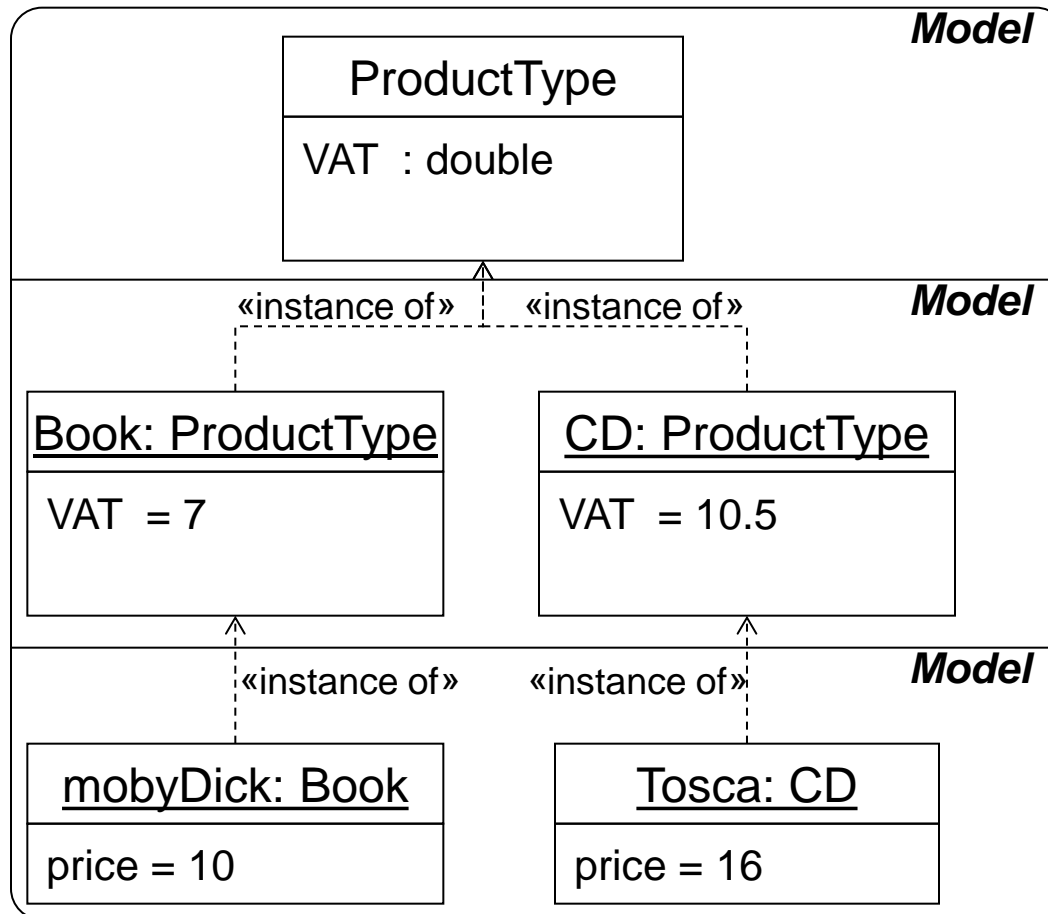 Model
ProductType
VAT : double
Model
«instance of» «instance of»
Book: ProductType CD: ProductType
VAT = 7 VAT = 10.5
Model
«instance of» «instance of»
mobyDick: Book Tosca: CD
price = 10 price = 16